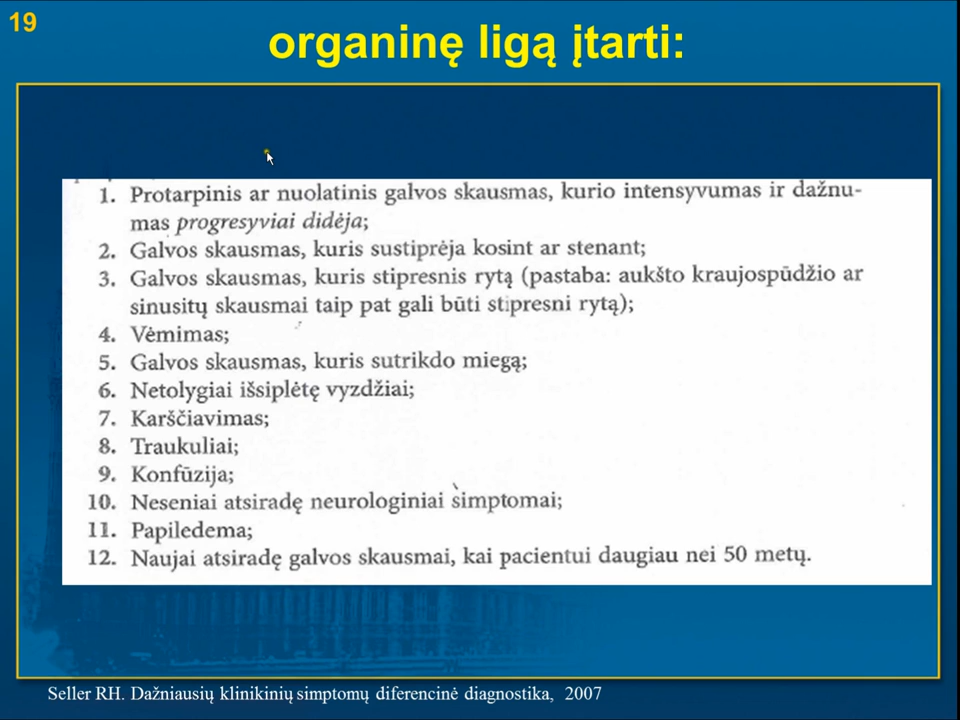 19
organinę ligą įtarti:
1. Protarpinis ar nuolatinis galvos skausmas, kurio intensyvumas ir dažnu-
mas progresyviai didėja;
2. Galvos skausmas, kuris sustiprėja kosint ar stenant;
3. Galvos skausmas, kuris stipresnis rytą (pastaba: aukšto kraujospūdžio ar
sinusitų skausmai taip pat gali būti stipresni rytą);
4. Vėmimas;
5. Galvos skausmas, kuris sutrikdo miegą;
6. Netolygiai išsiplėtę vyzdžiai;
7. Karščiavimas;
8. Traukuliai;
9. Konfūzija;
10. Neseniai atsiradę neurologiniai simptomai;
11. Papiledema;
12. Naujai atsiradę galvos skausmai, kai pacientui daugiau nei 50 metų.
Seller RH. Dažniausių klinikinių simptomų diferencinė diagnostika, 2007